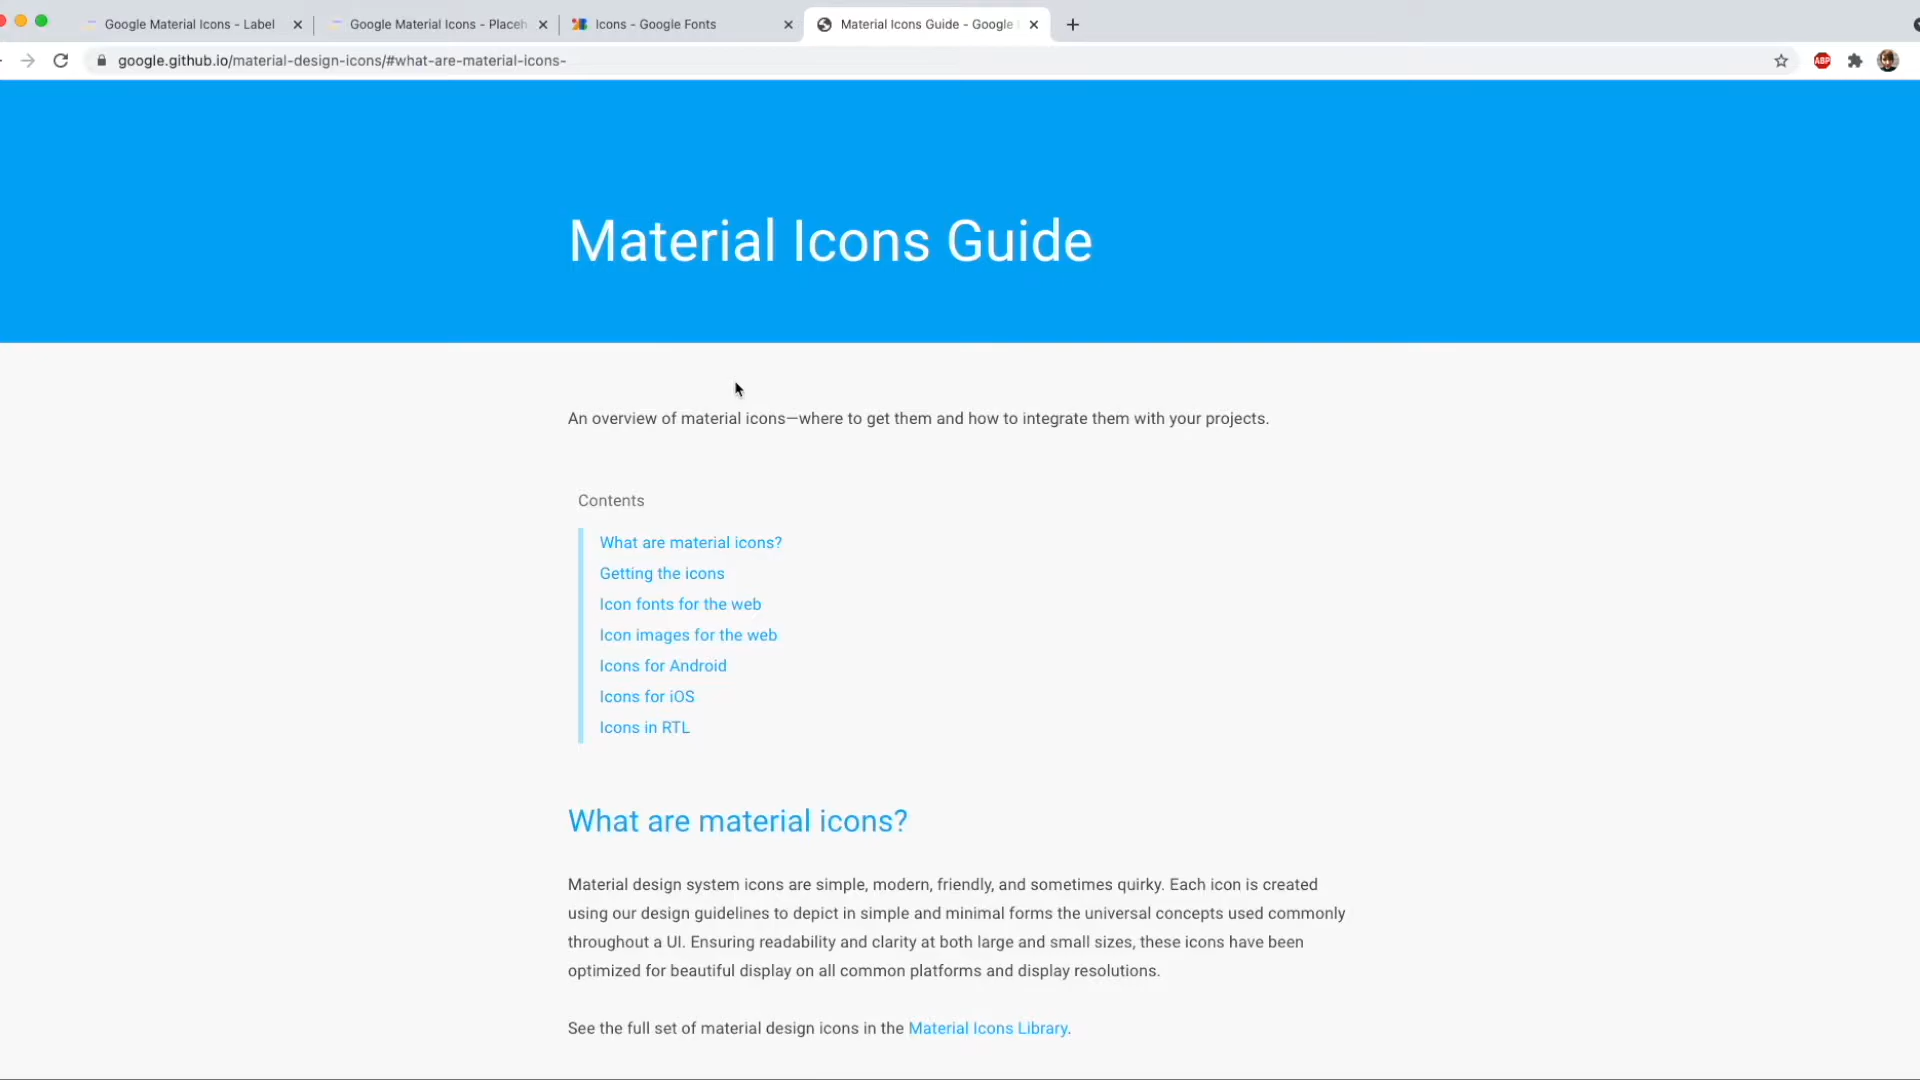 Google Material Icons - Label
Google Material Icons - Placeh
Icons - Google Fonts
Material Icons Guide - Google
google.github.io/material-design-icons/#what-are-material-icons-
ABP
Material Icons Guide
An overview of material icons—where to get them and how to integrate them with your projects.
Contents
What are material icons?
Getting the icons
Icon fonts for the web
Icon images for the web
Icons for Android
Icons for iOS
Icons in RTL
What are material icons?
Material design system icons are simple, modern, friendly, and sometimes quirky. Each icon is created
using our design guidelines to depict in simple and minimal forms the universal concepts used commonly
throughout a UI. Ensuring readability and clarity at both large and small sizes, these icons have been
optimized for beautiful display on all common platforms and display resolutions.
See the full set of material design icons in the Material Icons Library.